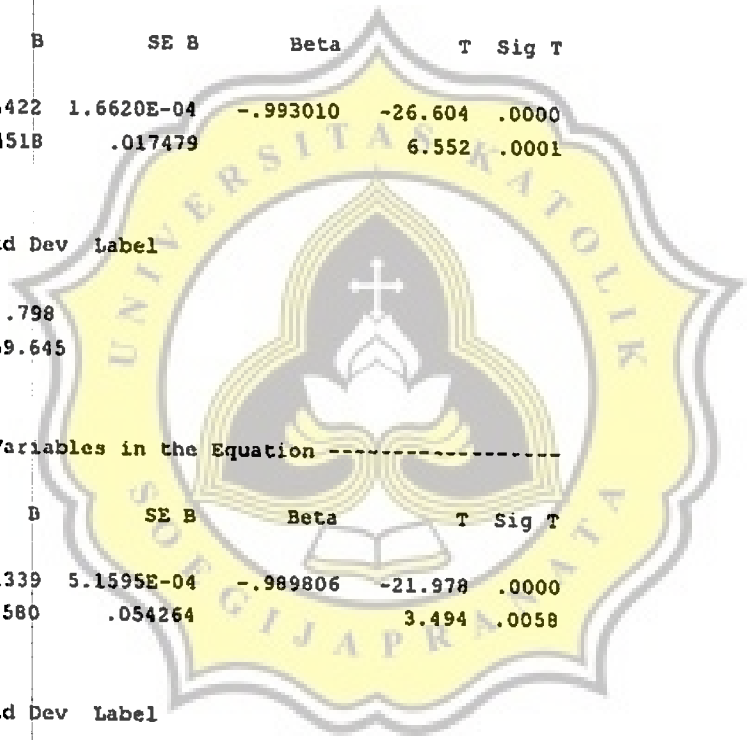 B SE B Beta T Sig T
422 1.6620E-04 -.993010 -26.604 .0000
451B .017479 6.552 .0001
d Dev Label
.798
59.645
Variables in the Equation ------------------
B SE B Beta T Sig T
339 5.1595E-04 -.989806 -21.978 .0000
580 .054264 3.494 .0058
d Dev Label
UNIVERSITAS KATOLIK
SOEGIJAPRANATA